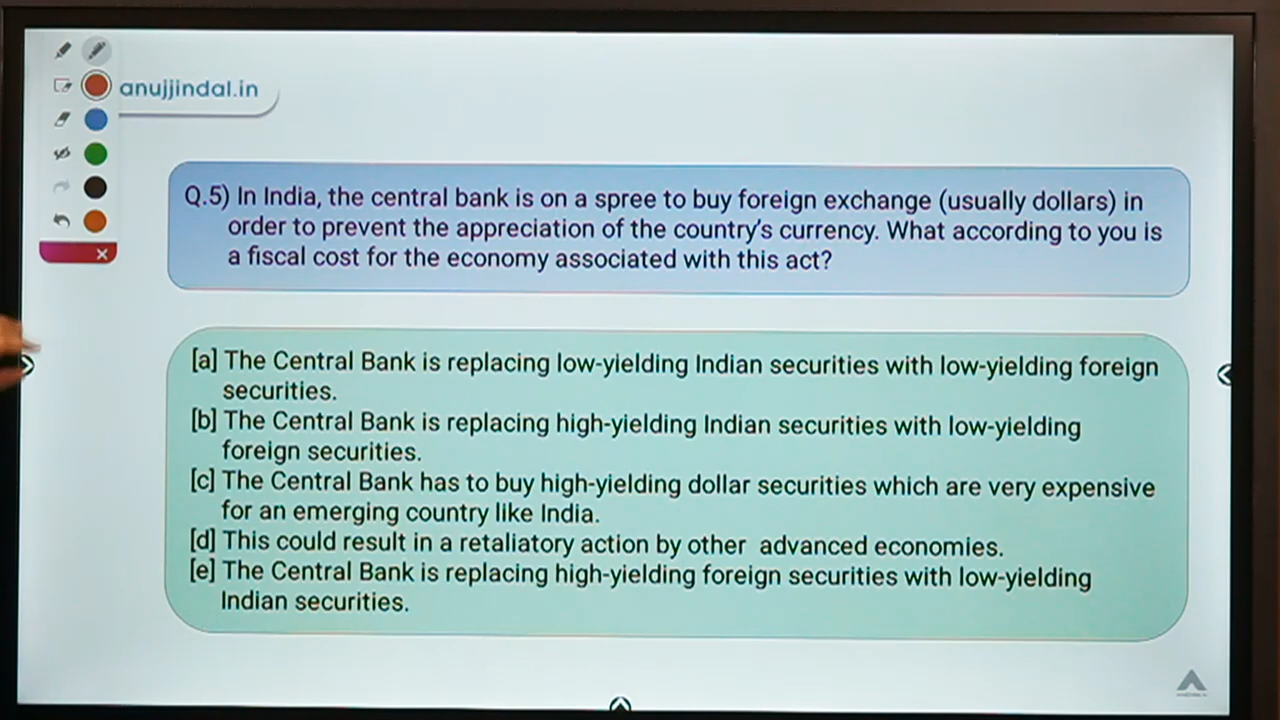 anujjindal.in
Q.5) In India, the central bank is on a spree to buy foreign exchange (usually dollars) in
order to prevent the appreciation of the country's currency. What according to you is
a fiscal cost for the economy associated with this act?
[a] The Central Bank is replacing low-yielding Indian securities with low-yielding foreign
securities.
[b] The Central Bank is replacing high-yielding Indian securities with low-yielding
foreign securities.
[c] The Central Bank has to buy high-yielding dollar securities which are very expensive
for an emerging country like India.
[d] This could result in a retaliatory action by other advanced economies.
[e] The Central Bank is replacing high-yielding foreign securities with low-yielding
Indian securities.